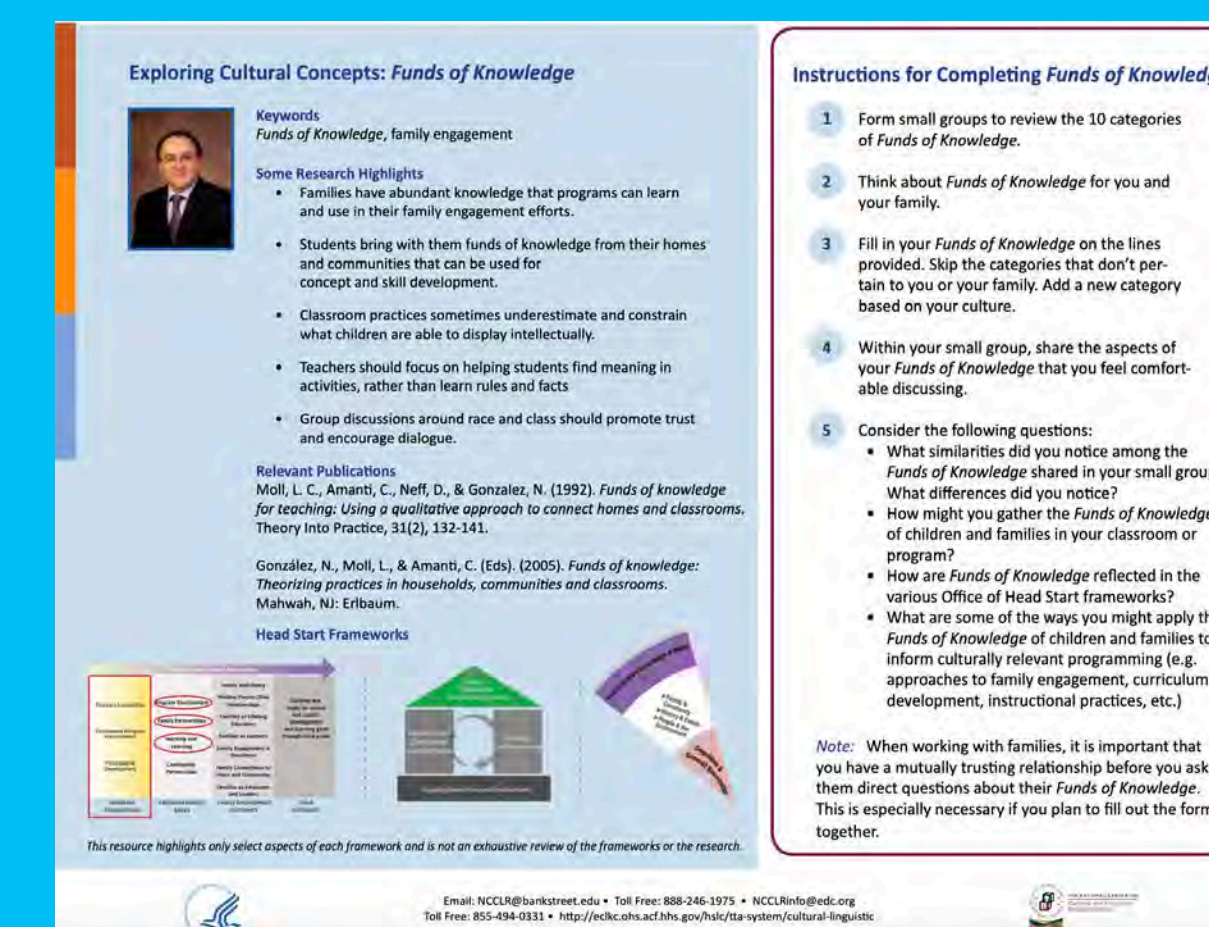 Exploring Cultural Concepts: Funds of Knowledge
Keywords
Funds of Knowledge, family engagement
Some Research Highlights
• Families have abundant knowledge that programs can learn
and use in their family engagement efforts.
• Students bring with them funds of knowledge from their homes
and communities that can be used for
concept and skill development.
• Classroom practices sometimes underestimate and constrain
what children are able to display intellectually.
• Teachers should focus on helping students find meaning in
activities, rather than learn rules and facts
• Group discussions around race and class should promote trust
and encourage dialogue.
Relevant Publications
Moll, L. C., Amanti, C., Neff, D., & Gonzalez, N. (1992). Funds of knowledge
for teaching: Using a qualitative approach to connect homes and classrooms.
Theory Into Practice, 31(2), 132-141.
González, N., Moll, L., & Amanti, C. (Eds). (2005). Funds of knowledge:
Theorizing practices in households, communities and classrooms.
Mahwah, NJ: Erlbaum.
Head Start Frameworks
Program Environment
Family Partnerships
Teaching and
Learning
Community
Partnerships
This resource highlights only select aspects of each framework and is not an exhaustive review of the frameworks or the research.
Instructions for Completing Funds of Knowledg
1 Form small groups to review the 10 categories
of Funds of Knowledge.
2 Think about Funds of Knowledge for you and
your family.
3 Fill in your Funds of Knowledge on the lines
provided. Skip the categories that don't per-
tain to you or your family. Add a new category
based on your culture.
4 Within your small group, share the aspects of
your Funds of Knowledge that you feel comfort-
able discussing.
5 Consider the following questions:
• What similarities did you notice among the
Funds of Knowledge shared in your small grou
What differences did you notice?
• How might you gather the Funds of Knowledge
of children and families in your classroom or
program?
• How are Funds of Knowledge reflected in the
various Office of Head Start frameworks?
• What are some of the ways you might apply th
Funds of Knowledge of children and families to
inform culturally relevant programming (e.g.
approaches to family engagement, curriculum
development, instructional practices, etc.)
Note: When working with families, it is important that
you have a mutually trusting relationship before you ask
them direct questions about their Funds of Knowledge.
This is especially necessary if you plan to fill out the form
together.
Email: NCCLR@bankstreet.edu • Toll Free: 888-246-1975 • NCCLRinfo@edc.org
Toll Free: 855-494-0331 • http://eclkc.ohs.acf.hhs.gov/hslc/tta-system/cultural-linguistic